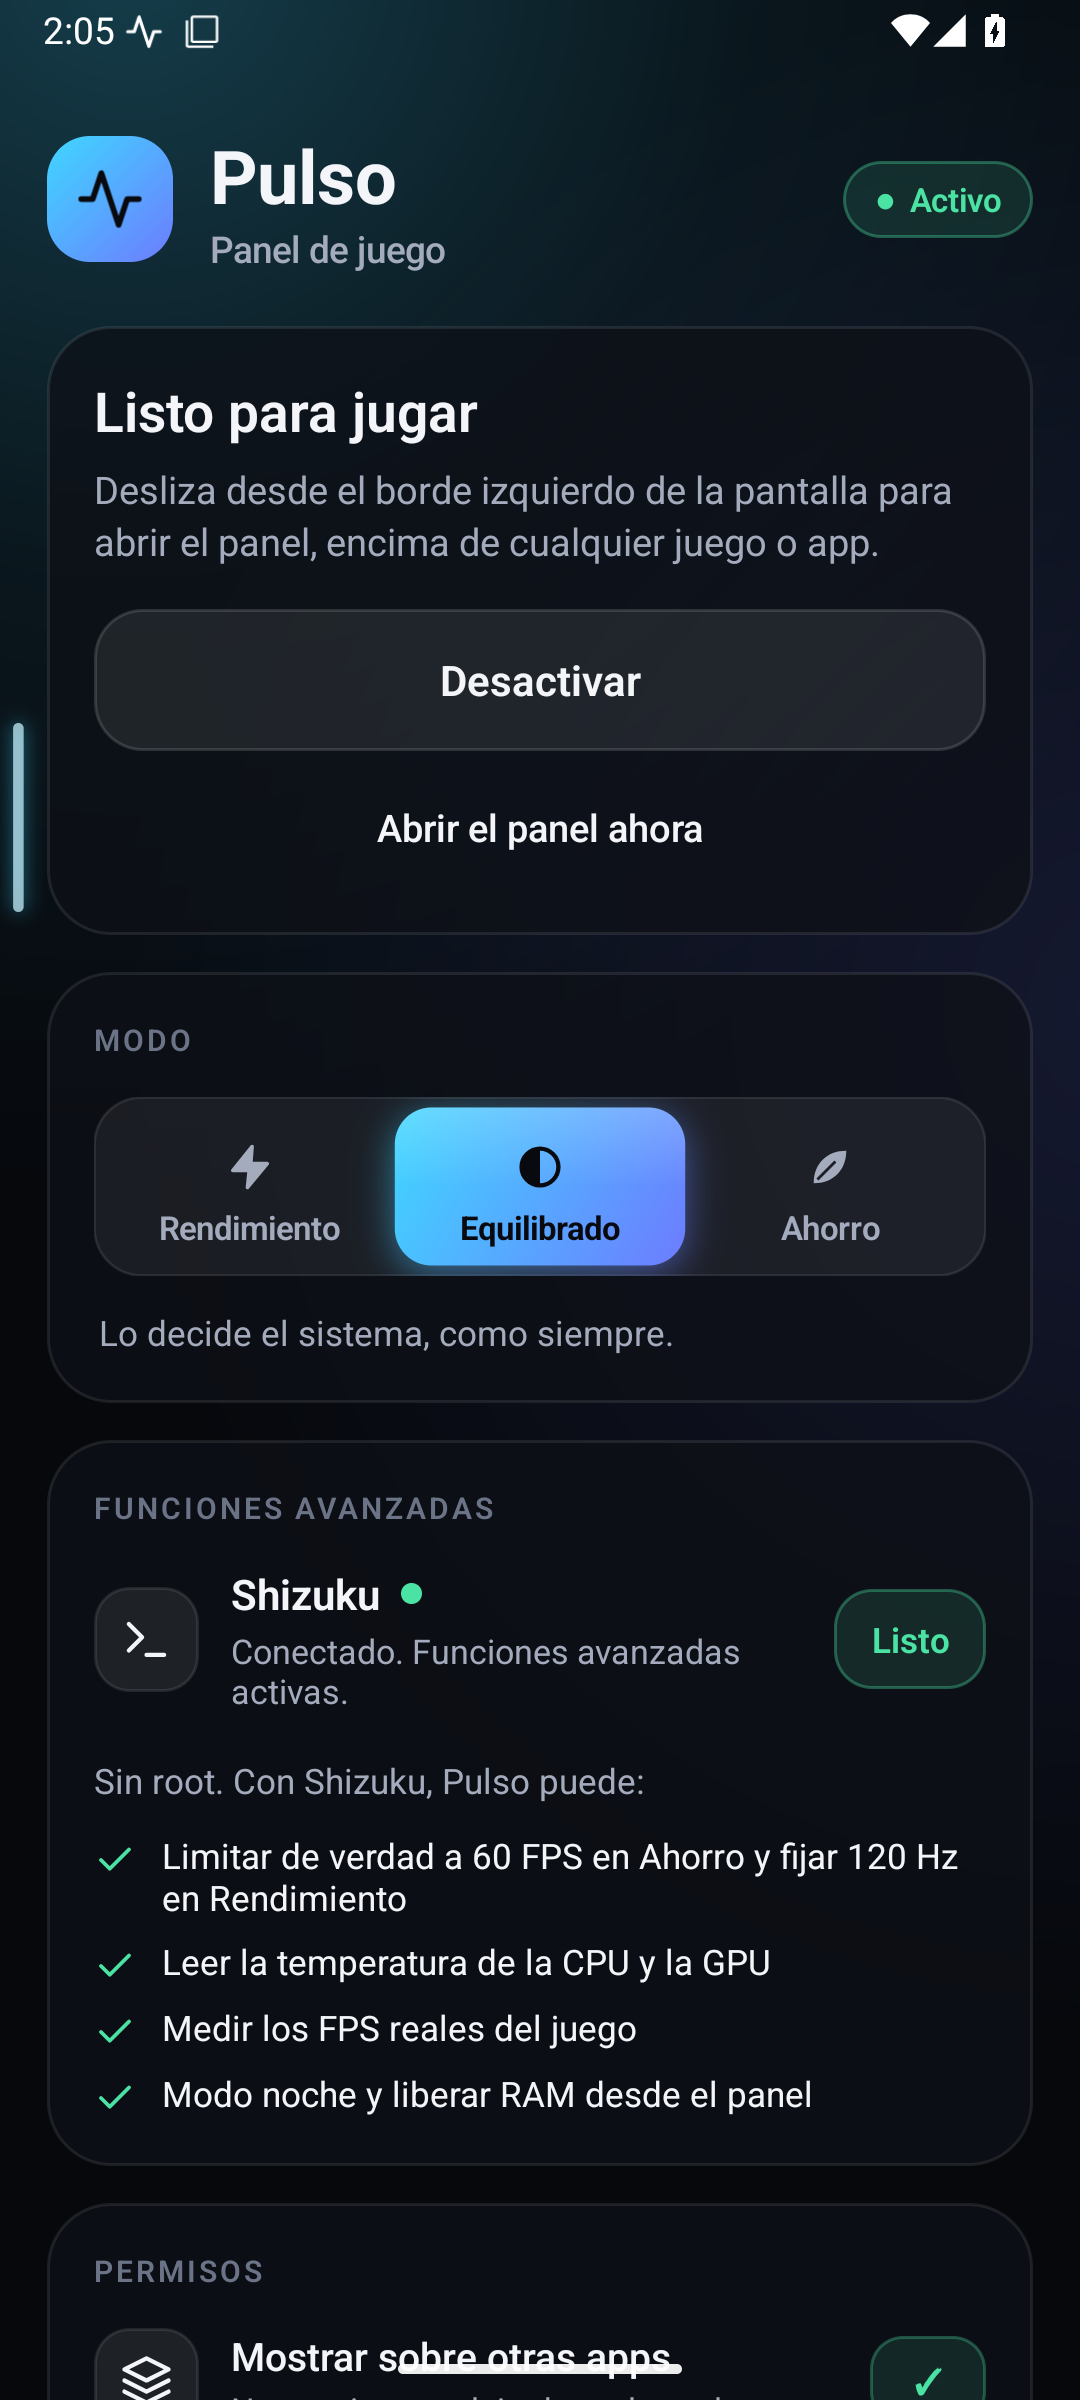 2:05
Pulso
Panel de juego
Activo
Listo para jugar
Desliza desde el borde izquierdo de la pantalla para
abrir el panel, encima de cualquier juego o app.
Desactivar
Abrir el panel ahora
MODO
Rendimiento
Equilibrado
Ahorro
Lo decide el sistema, como siempre.
FUNCIONES AVANZADAS
Shizuku
Conectado. Funciones avanzadas
activas.
Listo
Sin root. Con Shizuku, Pulso puede:
Limitar de verdad a 60 FPS en Ahorro y fijar 120 Hz
en Rendimiento
Leer la temperatura de la CPU y la GPU
Medir los FPS reales del juego
Modo noche y liberar RAM desde el panel
PERMISOS
Mostrar sobre otras apps